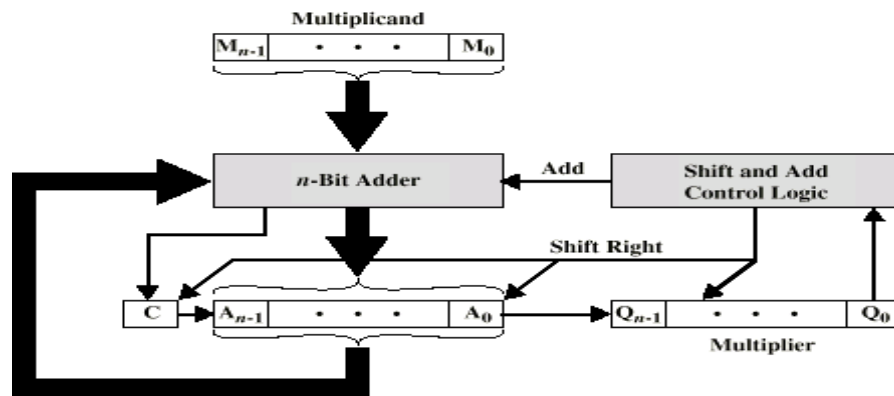 Multiplicand
Mn-1 • • • M0
n-Bit Adder
Add
Shift and Add
Control Logic
Shift Right
C
An-1 • • • A0
Qn-1 • • • Q0
Multiplier